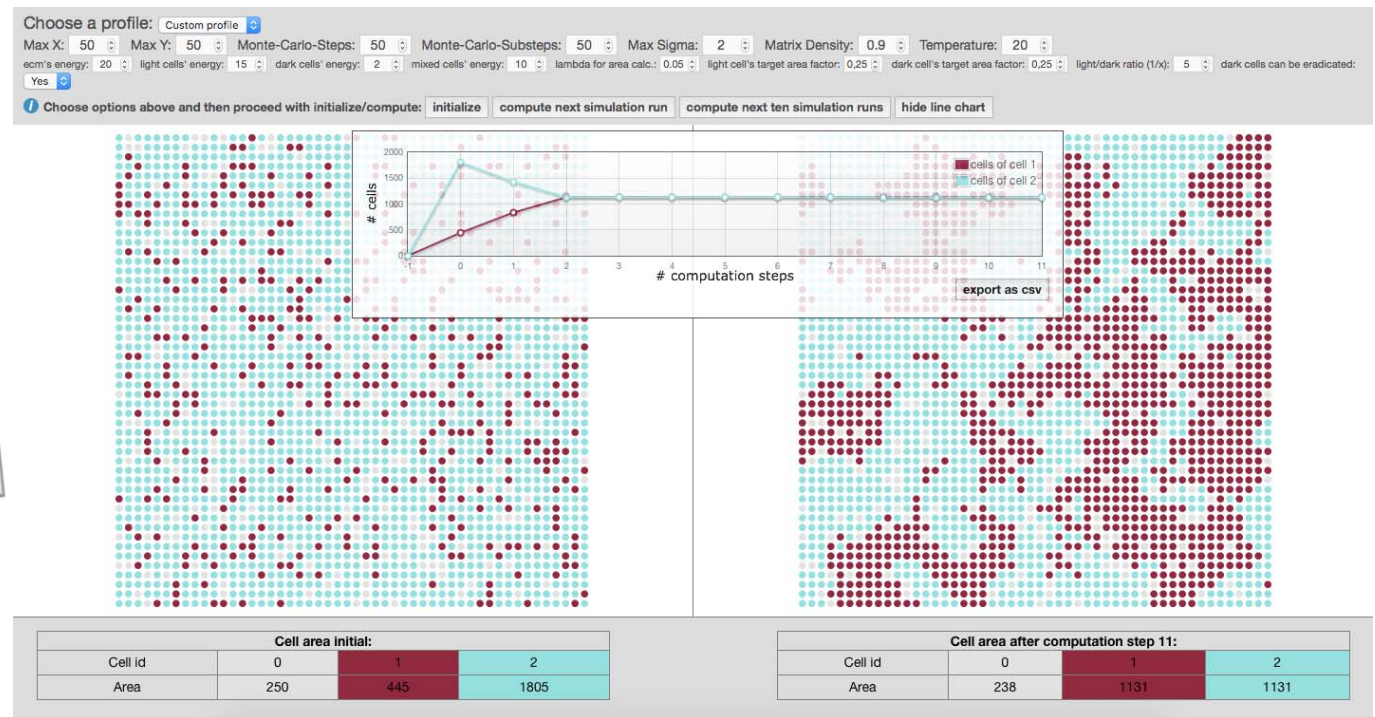 Choose a profile: Custom profile
Max X: 50 Max Y: 50 Monte-Carlo-Steps: 50 Monte-Carlo-Substeps: 50 Max Sigma: 2 Matrix Density: 0.9 Temperature: 20
ecm's energy: 20 light cells' energy: 15 dark cells' energy: 2 mixed cells' energy: 10 lambda for area calc.: 0.05 light cell's target area factor: 0,25 dark cell's target area factor: 0,25 light/dark ratio (1/x): 5 dark cells can be eradicated:
Yes
i Choose options above and then proceed with initialize/compute: initialize compute next simulation run compute next ten simulation runs hide line chart
2000
1500
1000
500
0
# cells
cells of cell 1
cells of cell 2
-1 0 1 2 3 4 5 6 7 8 9 10 11
# computation steps
export as csv
Cell area initial:
Cell id 0 1 2
Area 250 445 1805
Cell area after computation step 11:
Cell id 0 1 2
Area 238 1131 1131